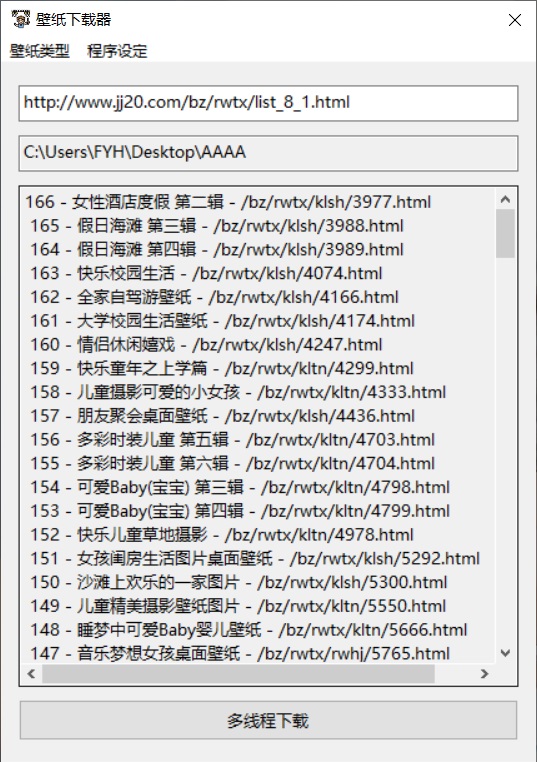 壁纸下载器
壁纸类型 程序设定
http://www.jj20.com/bz/rwtx/list_8_1.html
C:\Users\FYH\Desktop\AAAA
166 - 女性酒店度假 第二辑 - /bz/rwtx/klsh/3977.html
165 - 假日海滩 第三辑 - /bz/rwtx/klsh/3988.html
164 - 假日海滩 第四辑 - /bz/rwtx/klsh/3989.html
163 - 快乐校园生活 - /bz/rwtx/klsh/4074.html
162 - 全家自驾游壁纸 - /bz/rwtx/klsh/4166.html
161 - 大学校园生活壁纸 - /bz/rwtx/klsh/4174.html
160 - 情侣休闲嬉戏 - /bz/rwtx/klsh/4247.html
159 - 快乐童年之上学篇 - /bz/rwtx/kltn/4299.html
158 - 儿童摄影可爱的小女孩 - /bz/rwtx/kltn/4333.html
157 - 朋友聚会桌面壁纸 - /bz/rwtx/klsh/4436.html
156 - 多彩时装儿童 第五辑 - /bz/rwtx/kltn/4703.html
155 - 多彩时装儿童 第六辑 - /bz/rwtx/kltn/4704.html
154 - 可爱Baby(宝宝) 第三辑 - /bz/rwtx/kltn/4798.html
153 - 可爱Baby(宝宝) 第四辑 - /bz/rwtx/kltn/4799.html
152 - 快乐儿童草地摄影 - /bz/rwtx/kltn/4978.html
151 - 女孩闺房生活图片桌面壁纸 - /bz/rwtx/klsh/5292.html
150 - 沙滩上欢乐的一家图片 - /bz/rwtx/klsh/5300.html
149 - 儿童精美摄影壁纸图片 - /bz/rwtx/kltn/5550.html
148 - 睡梦中可爱Baby婴儿壁纸 - /bz/rwtx/kltn/5666.html
147 - 音乐梦想女孩桌面壁纸 - /bz/rwtx/rwhj/5765.html
多线程下载